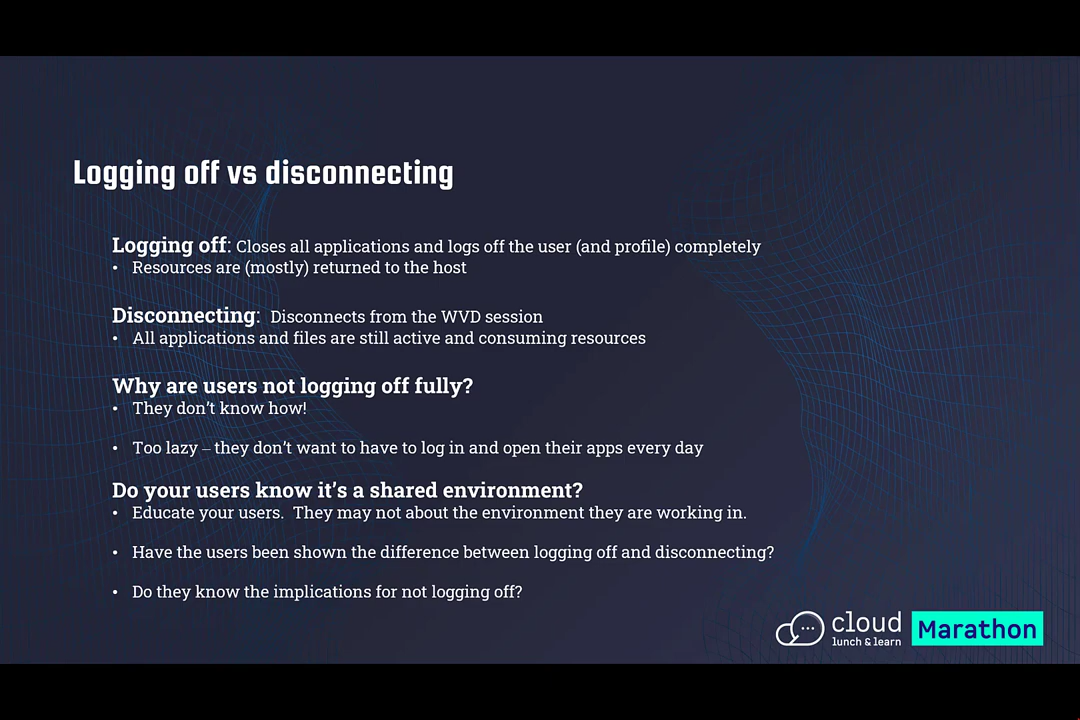 Logging off vs disconnecting
Logging off: Closes all applications and logs off the user (and profile) completely
• Resources are (mostly) returned to the host
Disconnecting: Disconnects from the WVD session
• All applications and files are still active and consuming resources
Why are users not logging off fully?
• They don’t know how!
• Too lazy – they don’t want to have to log in and open their apps every day
Do your users know it’s a shared environment?
• Educate your users. They may not about the environment they are working in.
• Have the users been shown the difference between logging off and disconnecting?
• Do they know the implications for not logging off?
cloud
lunch & learn
Marathon